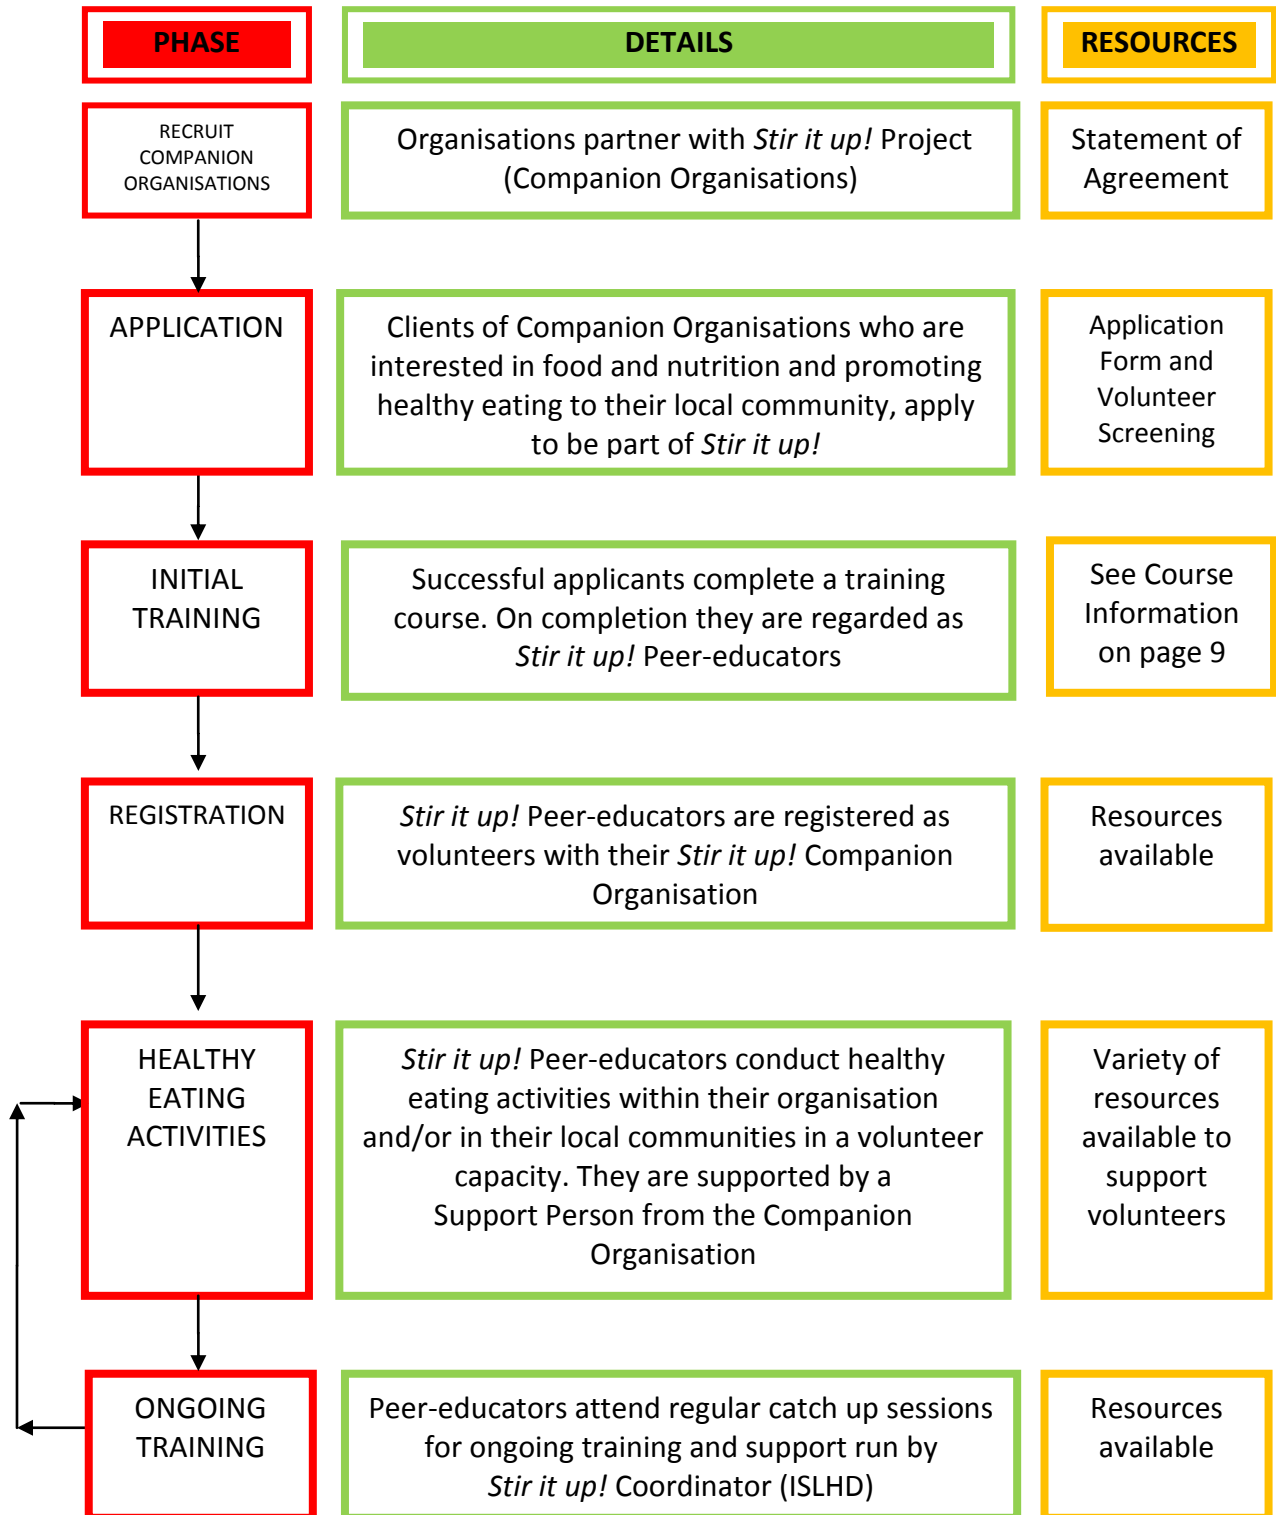 PHASE
DETAILS
RESOURCES
RECRUIT
COMPANION
ORGANISATIONS
Organisations partner with Stir it up! Project
(Companion Organisations)
Statement of
Agreement
APPLICATION
Clients of Companion Organisations who are
interested in food and nutrition and promoting
healthy eating to their local community, apply
to be part of Stir it up!
Application
Form and
Volunteer
Screening
INITIAL
TRAINING
Successful applicants complete a training
course. On completion they are regarded as
Stir it up! Peer-educators
See Course
Information
on page 9
REGISTRATION
Stir it up! Peer-educators are registered as
volunteers with their Stir it up! Companion
Organisation
Resources
available
HEALTHY
EATING
ACTIVITIES
Stir it up! Peer-educators conduct healthy
eating activities within their organisation
and/or in their local communities in a volunteer
capacity. They are supported by a
Support Person from the Companion
Organisation
Variety of
resources
available to
support
volunteers
ONGOING
TRAINING
Peer-educators attend regular catch up sessions
for ongoing training and support run by
Stir it up! Coordinator (ISLHD)
Resources
available